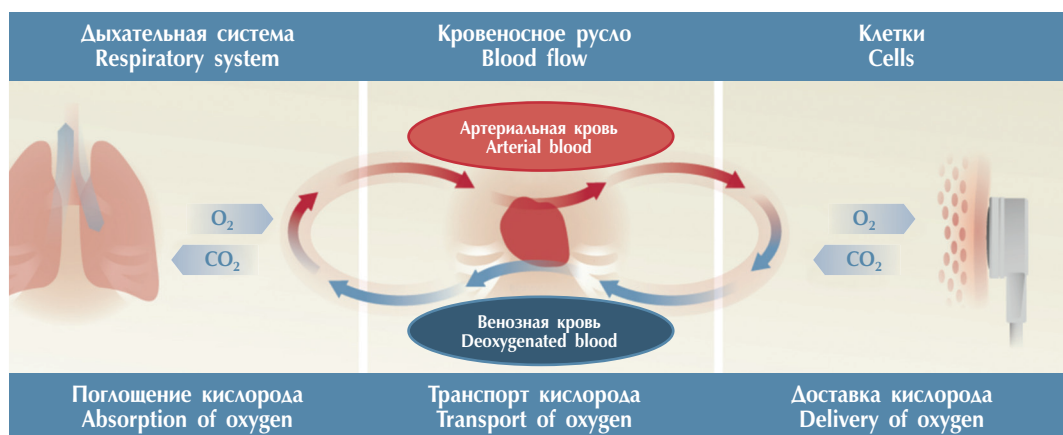 Дыхательная система
Respiratory system
Кровеносное русло
Blood flow
Клетки
Cells
Артериальная кровь
Arterial blood
O₂
CO₂
O₂
CO₂
Венозная кровь
Deoxygenated blood
Поглощение кислорода
Absorption of oxygen
Транспорт кислорода
Transport of oxygen
Доставка кислорода
Delivery of oxygen